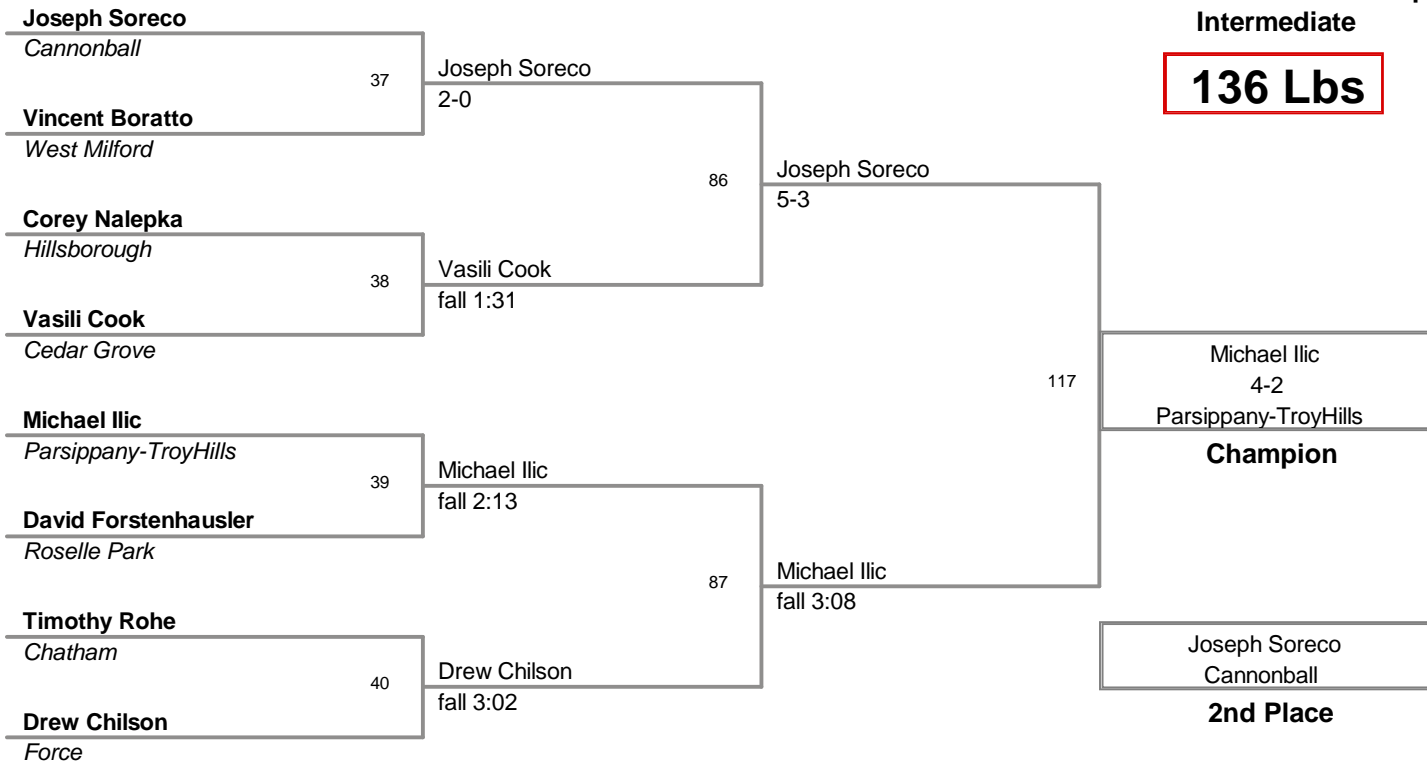 Joseph Soreco
Cannonball
37
Vincent Boratto
West Milford
Corey Nalepka
Hillsborough
38
Vasili Cook
Cedar Grove
Michael Ilic
Parsippany-TroyHills
39
David Forstenhausler
Roselle Park
Timothy Rohe
Chatham
40
Drew Chilson
Force
Joseph Soreco
2-0
86
Vasili Cook
fall 1:31
Michael Ilic
fall 2:13
87
Drew Chilson
fall 3:02
Joseph Soreco
5-3
117
Michael Ilic
fall 3:08
Intermediate
136 Lbs
Michael Ilic
4-2
Parsippany-TroyHills
Champion
Joseph Soreco
Cannonball
2nd Place